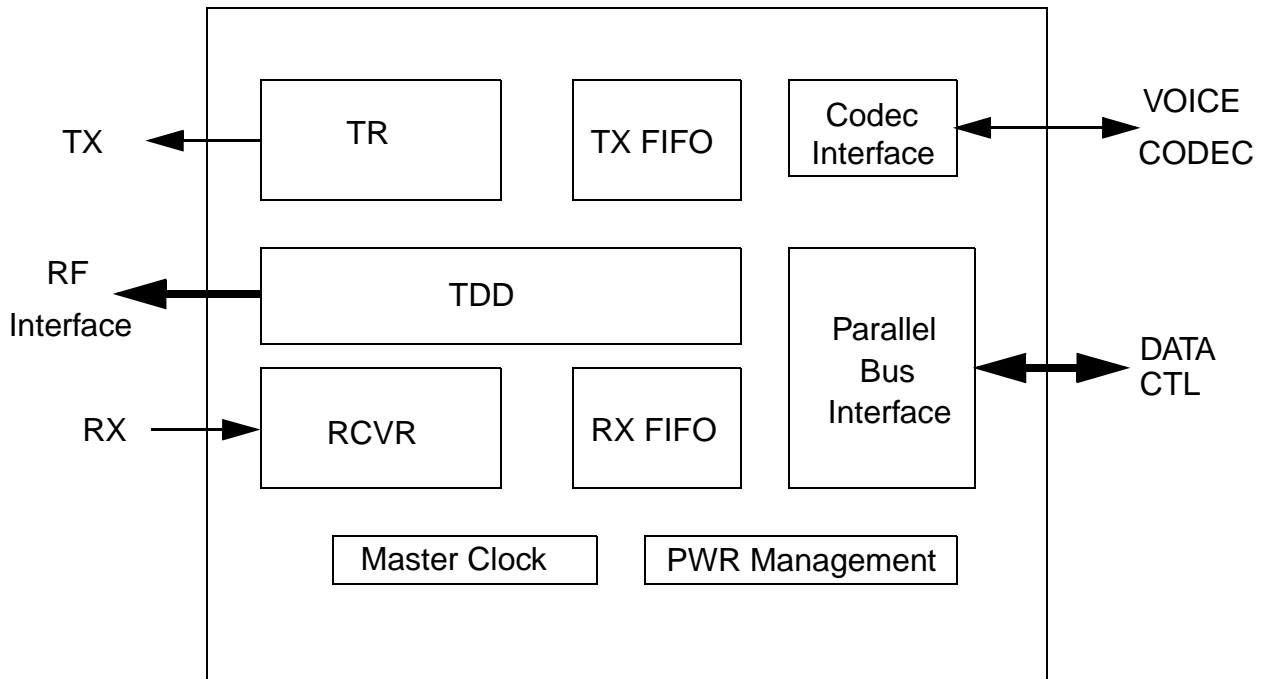 TX
TR
TX FIFO
Codec
Interface
VOICE
CODEC
RF
Interface
TDD
Parallel
Bus
Interface
DATA
CTL
RX
RCVR
RX FIFO
Master Clock
PWR Management